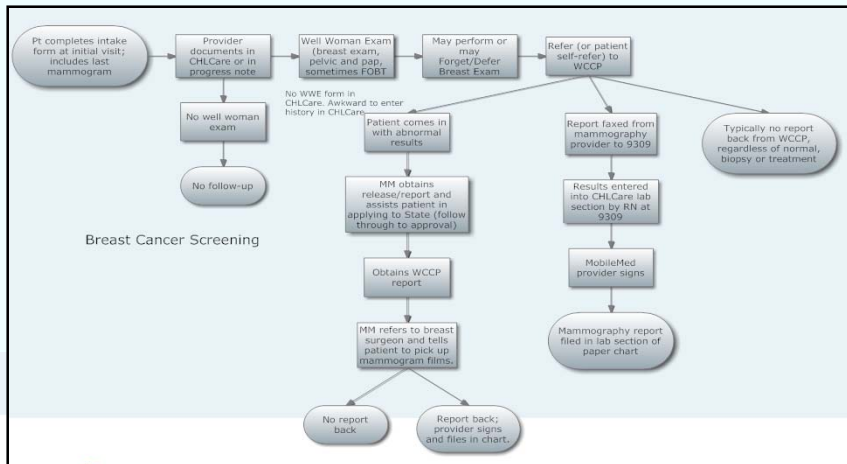 Pt completes intake
form at initial visit;
includes last
mammogram
Provider
documents in
CHLCare or in
progress note
Well Woman Exam
(breast exam,
pelvic and pap,
sometimes FOBT
May perform or
may
Forget/Defer
Breast Exam
Refer (or patient
self-refer) to
WCCP
No WWE form in
CHLCare. Awkward to enter
history in CHLCare
No well woman
exam
No follow-up
Breast Cancer Screening
Patient comes in
with abnormal
results
MM obtains
release/report and
assists patient in
applying to State (follow
through to approval)
Obtains WCCP
report
MM refers to breast
surgeon and tells
patient to pick up
mammogram films.
No report
back
Report back;
provider signs
and files in chart.
Report faxed from
mammography
provider to 9309
Results entered
into CHLCare lab
section by RN at
9309
MobileMed
provider signs
Mammography report
filed in lab section of
paper chart
Typically no report
back from WCCP,
regardless of normal,
biopsy or treatment